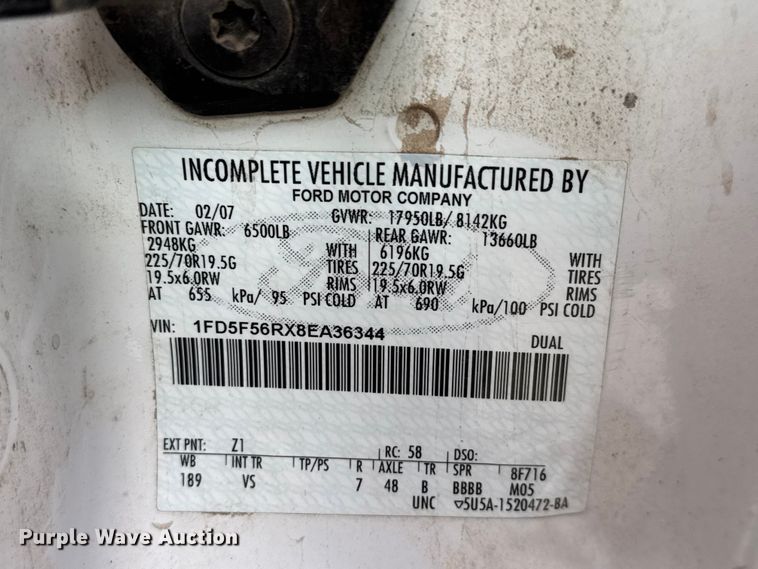 INCOMPLETE VEHICLE MANUFACTURED BY
FORD MOTOR COMPANY
DATE: 02/07 GVWR: 17950LB/ 8142KG
FRONT GAWR: 6500LB REAR GAWR: 13660LB
2948KG WITH 6196KG WITH
225/70R19.5G TIRES 225/70R19.5G TIRES
19.5x6.0RW RIMS 19.5x6.0RW RIMS
AT 655 kPa/ 95 PSI COLD AT 690 kPa/100 PSI COLD
VIN: 1FD5F56RX8EA36344 DUAL
EXT PNT: Z1 RC: 58 DSO:
WB INT TR TP/PS R AXLE TR SPR 8F716
189 VS 7 48 B BBBB M05
UNC ▽5U5A-1520472-BA
Purple Wave Auction